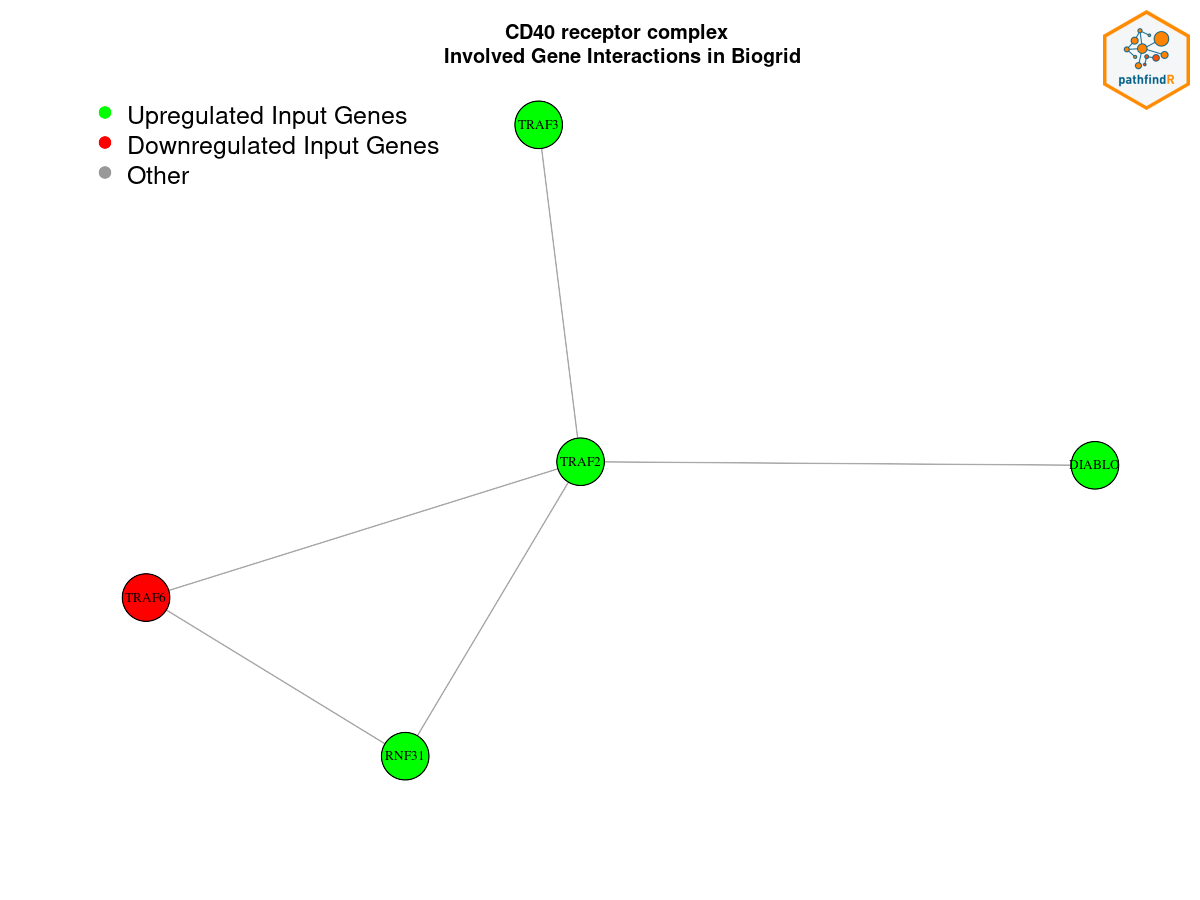 CD40 receptor complex
Involved Gene Interactions in Biogrid
pathfindR
Upregulated Input Genes
Downregulated Input Genes
Other
TRAF3
TRAF2
DIABLO
TRAF6
RNF31